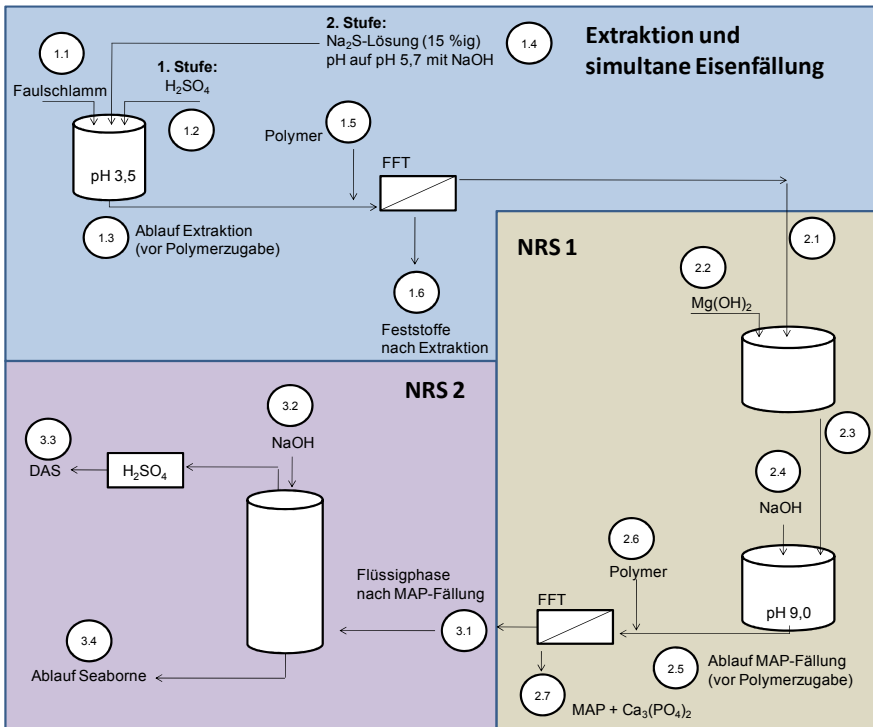 Extraktion und
simultane Eisenfällung
1.1
Faulschlamm
1. Stufe:
H₂SO₄
1.2
2. Stufe:
Na₂S-Lösung (15 %ig)
pH auf pH 5,7 mit NaOH
1.4
pH 3,5
1.3
Ablauf Extraktion
(vor Polymerzugabe)
1.5
Polymer
FFT
1.6
Feststoffe
nach Extraktion
NRS 1
2.1
2.2
Mg(OH)₂
2.3
2.4
NaOH
pH 9,0
2.5
Ablauf MAP-Fällung
(vor Polymerzugabe)
2.6
Polymer
FFT
2.7
MAP + Ca₃(PO₄)₂
NRS 2
3.1
Flüssigphase
nach MAP-Fällung
3.2
NaOH
3.3
DAS
H₂SO₄
3.4
Ablauf Seaborne